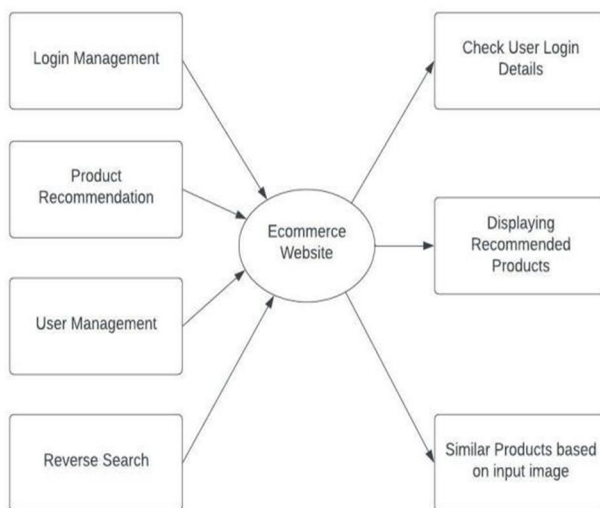 Login Management
Product
Recommendation
User Management
Reverse Search
Ecommerce
Website
Check User Login
Details
Displaying
Recommended
Products
Similar Products based
on input image